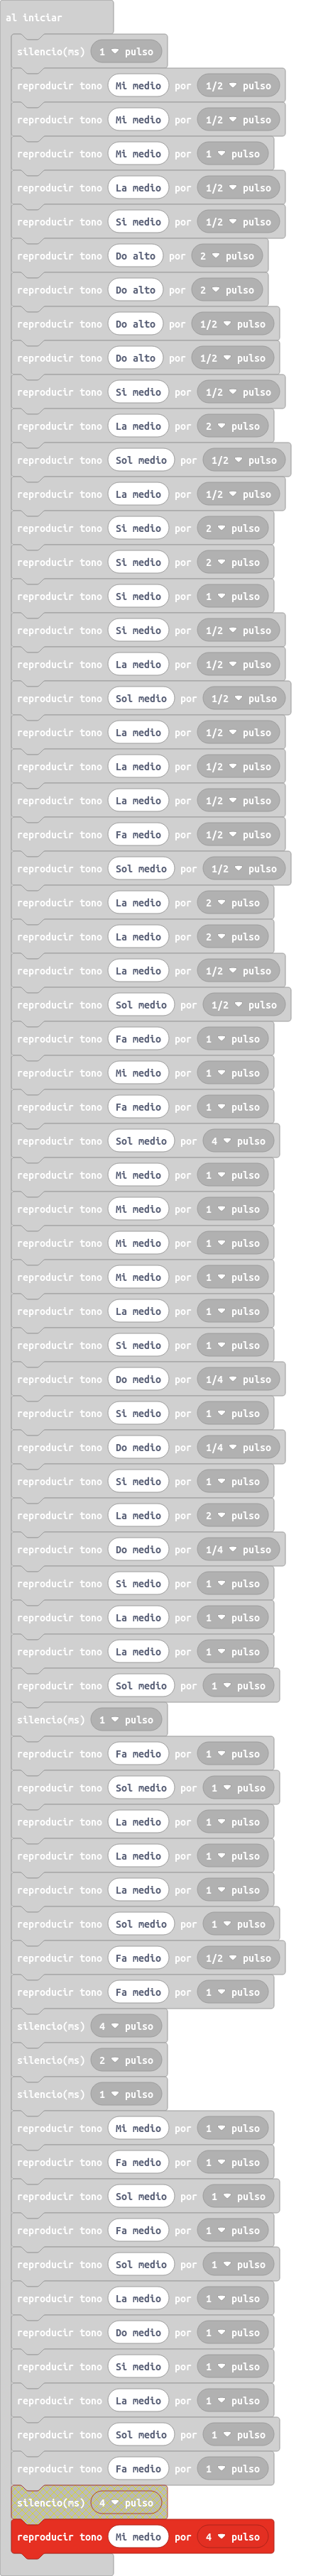 al iniciar
silencio(ms) 1 pulso
reproducir tono Mi medio por 1/2 pulso
reproducir tono Mi medio por 1/2 pulso
reproducir tono Mi medio por 1 pulso
reproducir tono La medio por 1/2 pulso
reproducir tono Si medio por 1/2 pulso
reproducir tono Do alto por 2 pulso
reproducir tono Do alto por 2 pulso
reproducir tono Do alto por 1/2 pulso
reproducir tono Do alto por 1/2 pulso
reproducir tono Si medio por 1/2 pulso
reproducir tono La medio por 2 pulso
reproducir tono Sol medio por 1/2 pulso
reproducir tono La medio por 1/2 pulso
reproducir tono Si medio por 2 pulso
reproducir tono Si medio por 2 pulso
reproducir tono Si medio por 1 pulso
reproducir tono Si medio por 1/2 pulso
reproducir tono La medio por 1/2 pulso
reproducir tono Sol medio por 1/2 pulso
reproducir tono La medio por 1/2 pulso
reproducir tono La medio por 1/2 pulso
reproducir tono La medio por 1/2 pulso
reproducir tono Fa medio por 1/2 pulso
reproducir tono Sol medio por 1/2 pulso
reproducir tono La medio por 2 pulso
reproducir tono La medio por 2 pulso
reproducir tono La medio por 1/2 pulso
reproducir tono Sol medio por 1/2 pulso
reproducir tono Fa medio por 1 pulso
reproducir tono Mi medio por 1 pulso
reproducir tono Fa medio por 1 pulso
reproducir tono Sol medio por 4 pulso
reproducir tono Mi medio por 1 pulso
reproducir tono Mi medio por 1 pulso
reproducir tono Mi medio por 1 pulso
reproducir tono Mi medio por 1 pulso
reproducir tono La medio por 1 pulso
reproducir tono Si medio por 1 pulso
reproducir tono Do medio por 1/4 pulso
reproducir tono Si medio por 1 pulso
reproducir tono Do medio por 1/4 pulso
reproducir tono Si medio por 1 pulso
reproducir tono La medio por 2 pulso
reproducir tono Do medio por 1/4 pulso
reproducir tono Si medio por 1 pulso
reproducir tono La medio por 1 pulso
reproducir tono La medio por 1 pulso
reproducir tono Sol medio por 1 pulso
silencio(ms) 1 pulso
reproducir tono Fa medio por 1 pulso
reproducir tono Sol medio por 1 pulso
reproducir tono La medio por 1 pulso
reproducir tono La medio por 1 pulso
reproducir tono La medio por 1 pulso
reproducir tono Sol medio por 1 pulso
reproducir tono Fa medio por 1/2 pulso
reproducir tono Fa medio por 1 pulso
silencio(ms) 4 pulso
silencio(ms) 2 pulso
silencio(ms) 1 pulso
reproducir tono Mi medio por 1 pulso
reproducir tono Fa medio por 1 pulso
reproducir tono Sol medio por 1 pulso
reproducir tono Fa medio por 1 pulso
reproducir tono Sol medio por 1 pulso
reproducir tono La medio por 1 pulso
reproducir tono Do medio por 1 pulso
reproducir tono Si medio por 1 pulso
reproducir tono La medio por 1 pulso
reproducir tono Sol medio por 1 pulso
reproducir tono Fa medio por 1 pulso
silencio(ms) 4 pulso
reproducir tono Mi medio por 4 pulso